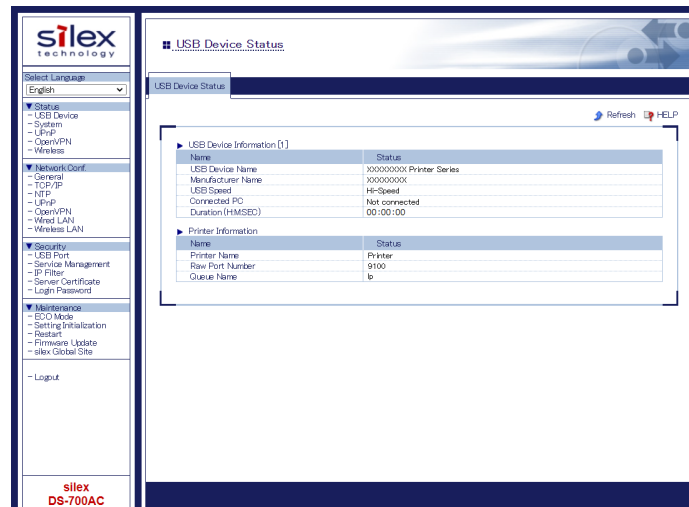 silex
technology
Select Language
English
▼ Status
- USB Device
- System
- UPnP
- OpenVPN
- Wireless
▼ Network Conf.
- General
- TCP/IP
- NTP
- UPnP
- OpenVPN
- Wired LAN
- Wireless LAN
▼ Security
- USB Port
- Service Management
- IP Filter
- Server Certificate
- Login Password
▼ Maintenance
- ECO Mode
- Setting Initialization
- Restart
- Firmware Update
- silex Global Site
- Logout
silex
DS-700AC
USB Device Status
USB Device Status
Refresh HELP
▶ USB Device Information [1]
Name Status
USB Device Name XXXXXXXX Printer Series
Manufacturer Name XXXXXXXX
USB Speed Hi-Speed
Connected PC Not connected
Duration (H:M:SEC) 00:00:00
▶ Printer Information
Name Status
Printer Name Printer
Raw Port Number 9100
Queue Name lp